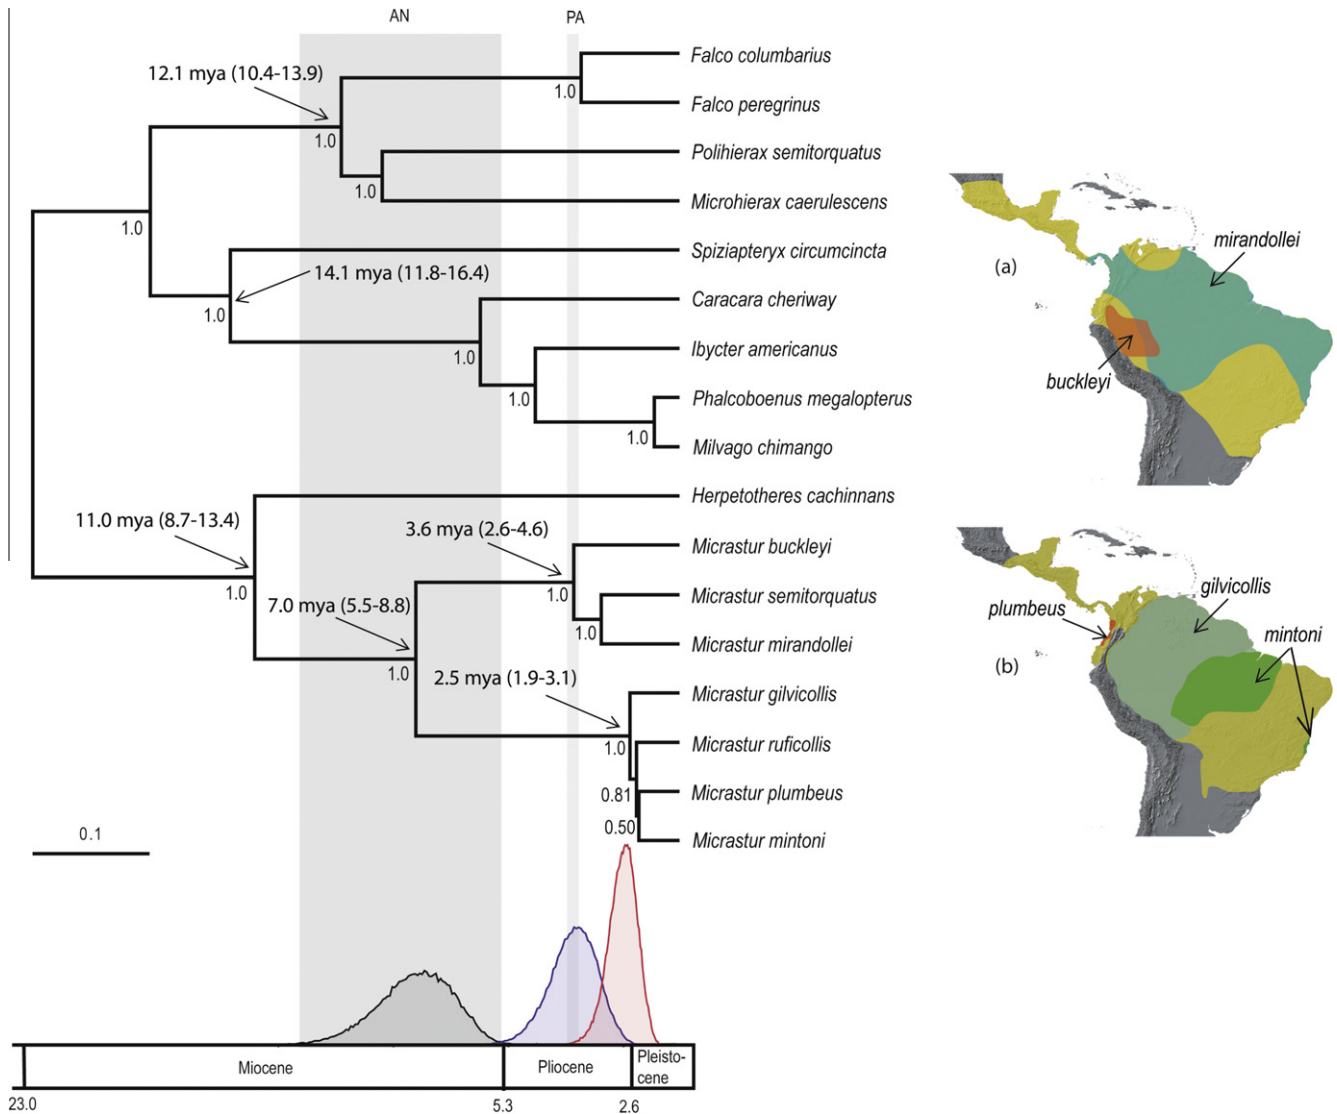 AN
PA
12.1 mya (10.4-13.9)
1.0
1.0
1.0
1.0
14.1 mya (11.8-16.4)
1.0
1.0
1.0
1.0
Falco columbarius
Falco peregrinus
Polihierax semitorquatus
Microhierax caerulescens
Spiziapteryx circumcincta
Caracara cheriway
Ibycter americanus
Phalcoboenus megalopterus
Milvago chimango
Herpetotheres cachinnans
Micrastur buckleyi
Micrastur semitorquatus
Micrastur mirandollei
Micrastur gilvicollis
Micrastur ruficollis
Micrastur plumbeus
Micrastur mintoni
11.0 mya (8.7-13.4)
1.0
7.0 mya (5.5-8.8)
1.0
3.6 mya (2.6-4.6)
1.0
1.0
2.5 mya (1.9-3.1)
1.0
0.81
0.50
0.1
Miocene
Pliocene
Pleisto-
cene
23.0
5.3
2.6
(a)
mirandollei
buckleyi
(b)
plumbeus
gilvicollis
mintoni